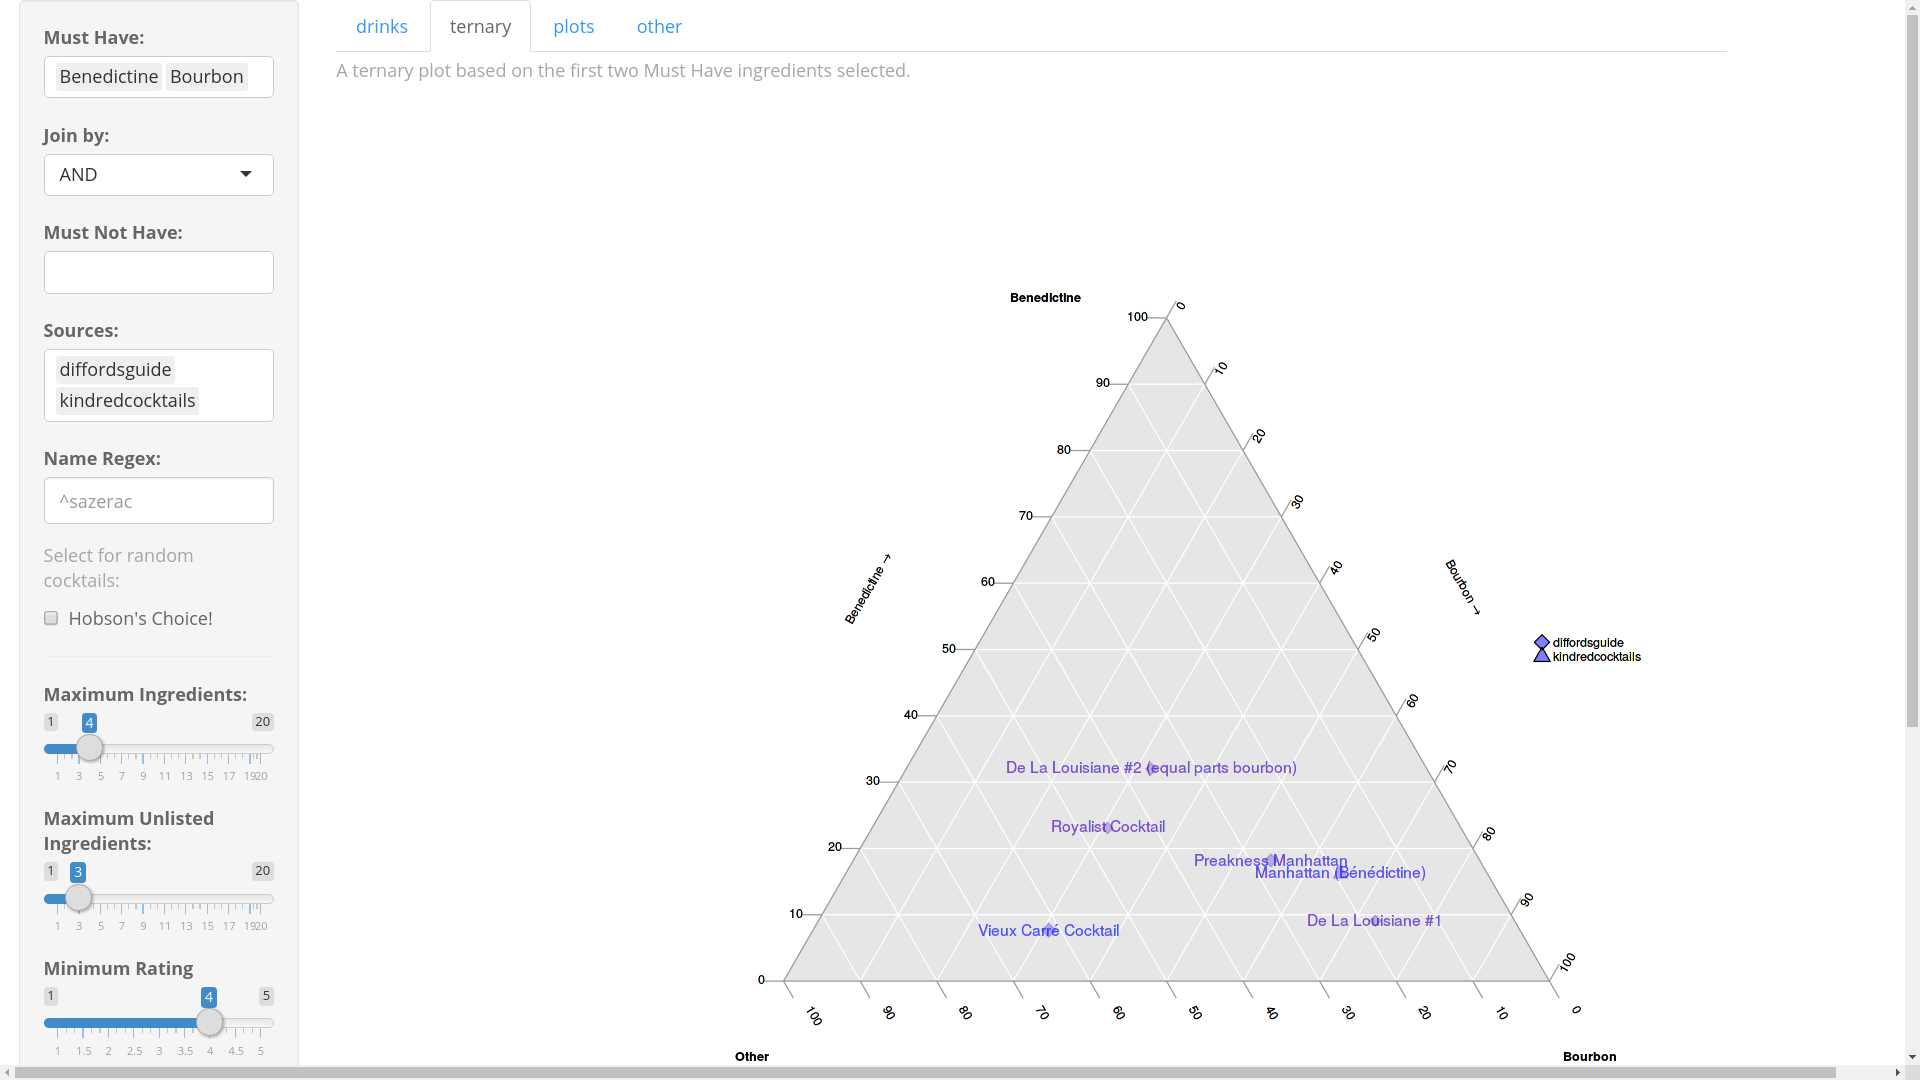 Must Have:
Benedictine Bourbon
Join by:
AND
Must Not Have:
Sources:
diffordsguide
kindredcocktails
Name Regex:
^sazerac
Select for random
cocktails:
Hobson's Choice!
Maximum Ingredients:
1 4 20
1 3 5 7 9 11 13 15 17 19 20
Maximum Unlisted
Ingredients:
1 3 20
1 3 5 7 9 11 13 15 17 19 20
Minimum Rating
1 4 5
1 1.5 2 2.5 3 3.5 4 4.5 5
drinks ternary plots other
A ternary plot based on the first two Must Have ingredients selected.
Benedictine
100 0
90 10
80 20
70 30
60 40
Benedictine → Bourbon →
50 50
diffordsguide
kindredcocktails
40 60
30 70
De La Louisiane #2 (equal parts bourbon)
Royalist Cocktail
20 80
Preakness Manhattan
Manhattan (Bénédictine)
10 90
De La Louisiane #1
Vieux Carré Cocktail
0 100
100 90 80 70 60 50 40 30 20 10 0
Other Bourbon